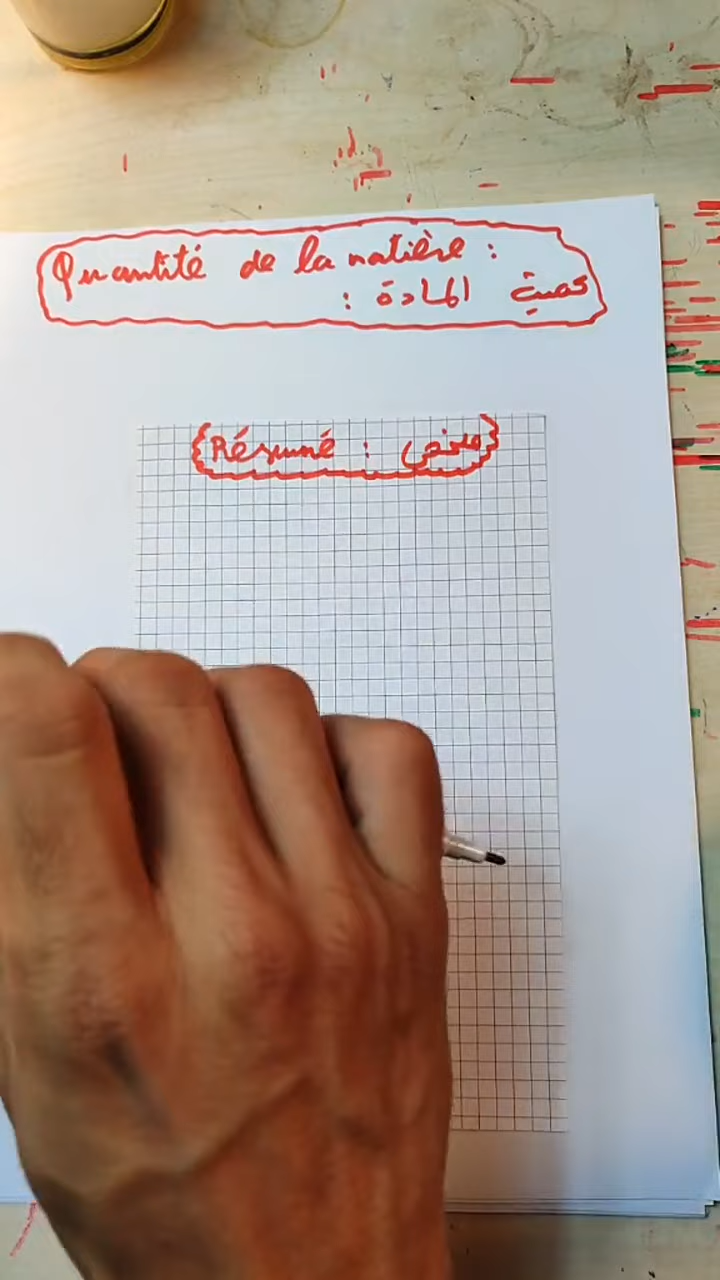 Quantité de la matière :
كمية المادة :
Résumé : ملخص